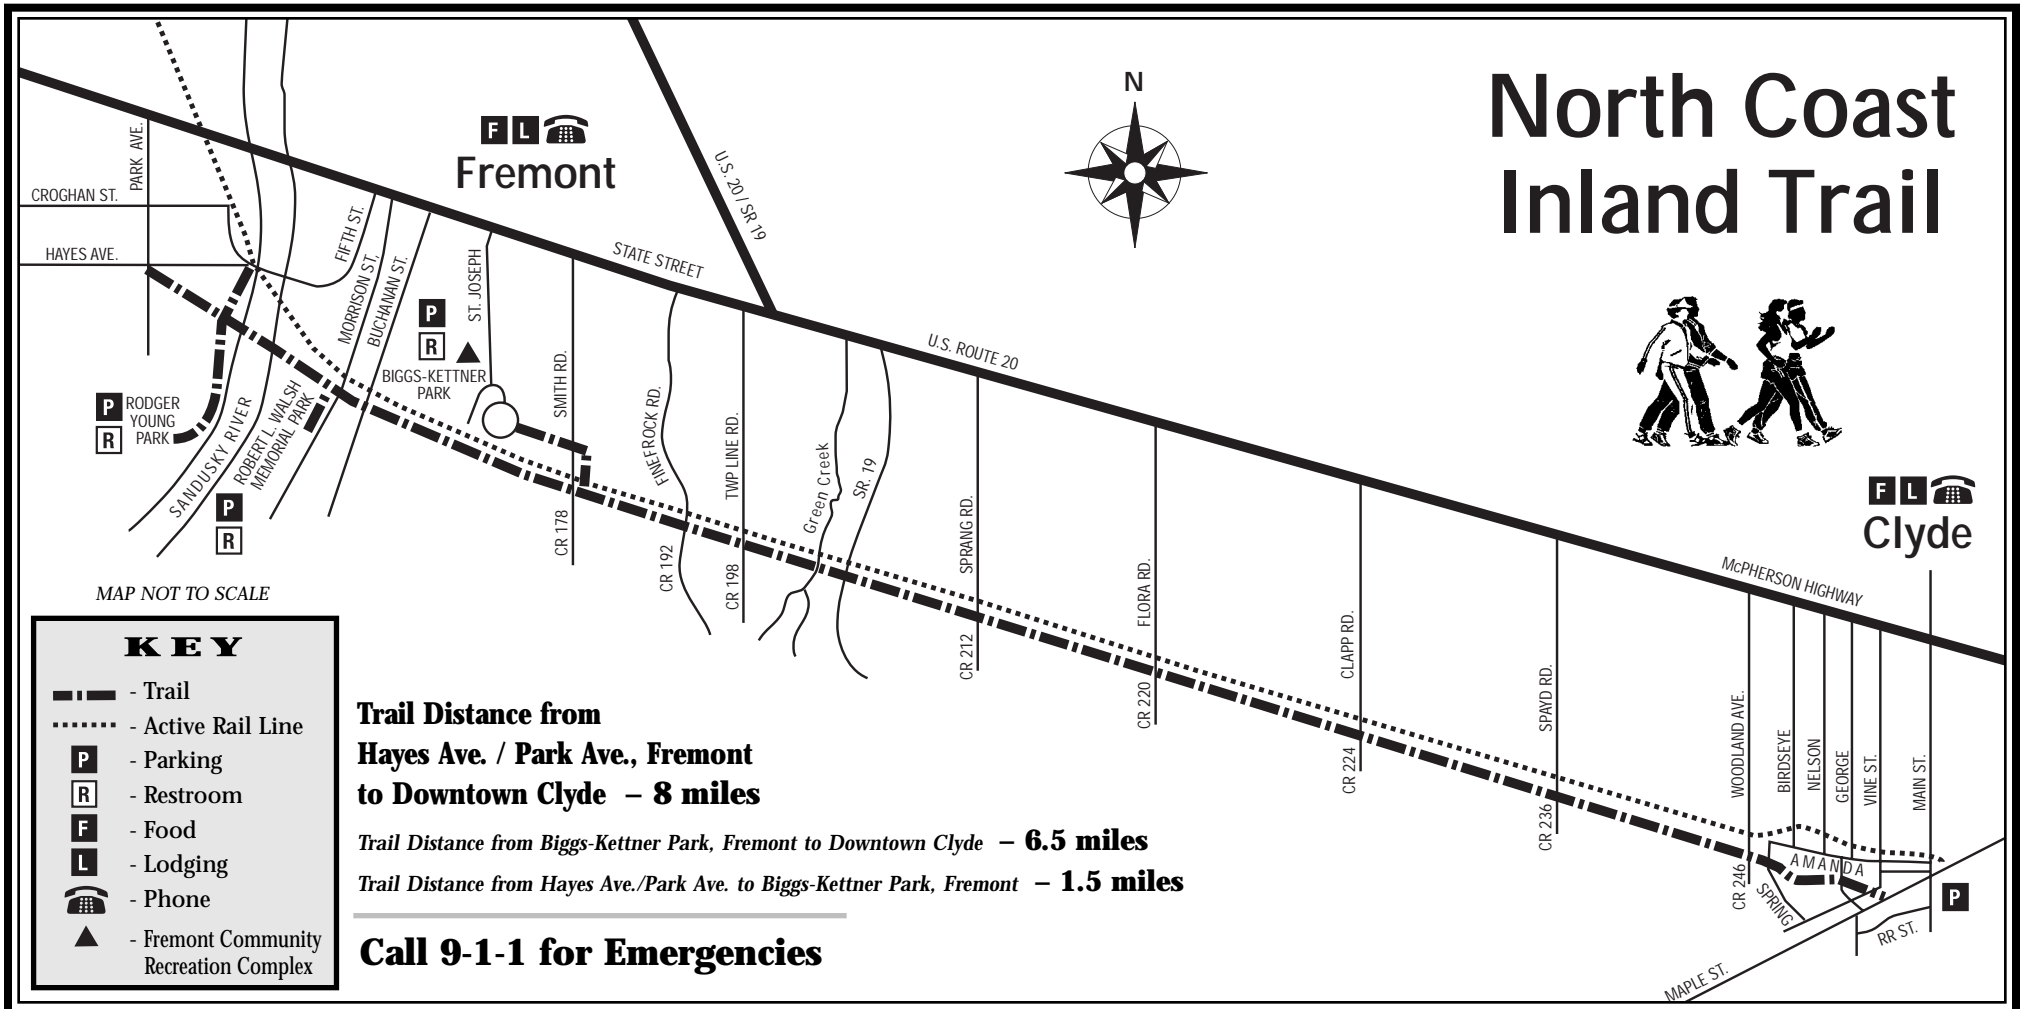 North Coast
Inland Trail
N
F L
Fremont
U.S. 20 / SR 19
STATE STREET
U.S. ROUTE 20
McPHERSON HIGHWAY
PARK AVE.
CROGHAN ST.
HAYES AVE.
FIFTH ST.
MORRISON ST.
BUCHANAN ST.
ST. JOSEPH
P
R
BIGGS-KETTNER
PARK
SMITH RD.
CR 178
FINEFROCK RD.
CR 192
TWP LINE RD.
CR 198
Green Creek
SR. 19
SPRANG RD.
CR 212
FLORA RD.
CR 220
CLAPP RD.
CR 224
SPAYD RD.
CR 236
WOODLAND AVE.
CR 246
BIRDSEYE
NELSON
GEORGE
VINE ST.
MAIN ST.
F L
Clyde
AMANDA
SPRING
P
RR ST.
MAPLE ST.
P
R
RODGER
YOUNG
PARK
SANDUSKY RIVER
ROBERT L. WALSH
MEMORIAL PARK
P
R
MAP NOT TO SCALE
KEY
- Trail
- Active Rail Line
P - Parking
R - Restroom
F - Food
L - Lodging
- Phone
- Fremont Community
Recreation Complex
Trail Distance from
Hayes Ave. / Park Ave., Fremont
to Downtown Clyde – 8 miles
Trail Distance from Biggs-Kettner Park, Fremont to Downtown Clyde – 6.5 miles
Trail Distance from Hayes Ave./Park Ave. to Biggs-Kettner Park, Fremont – 1.5 miles
Call 9-1-1 for Emergencies